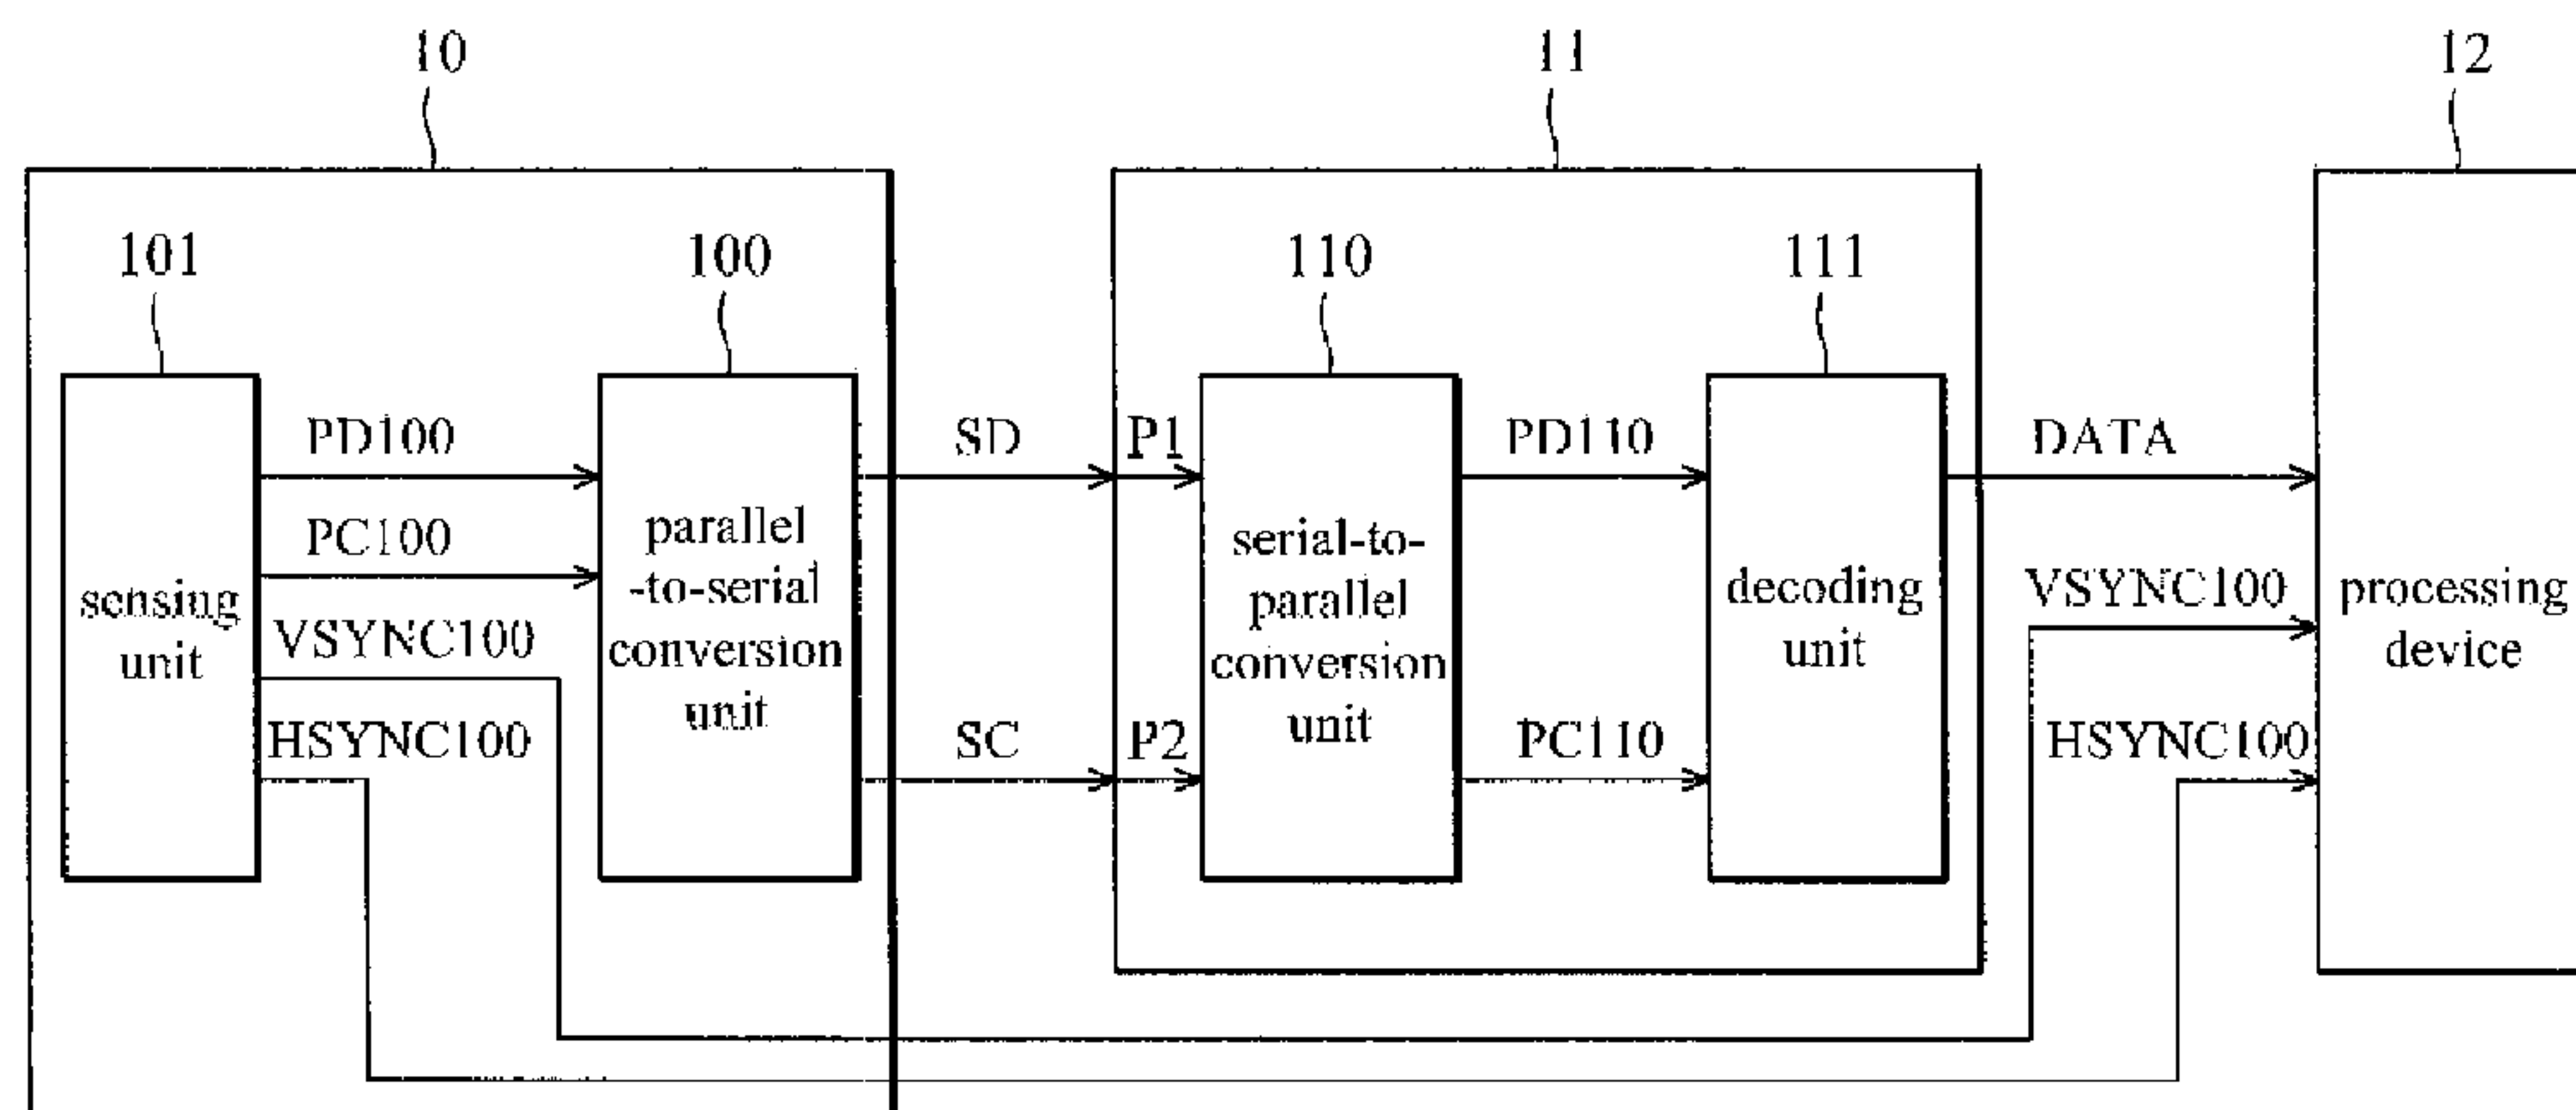 10
11
12
101
100
110
111
PD100
SD
P1
PD110
DATA
PC100
VSYNC100
HSYNC100
sensing
unit
parallel
-to-serial
conversion
unit
SC
P2
serial-to-
parallel
conversion
unit
PC110
decoding
unit
VSYNC100
HSYNC100
processing
device